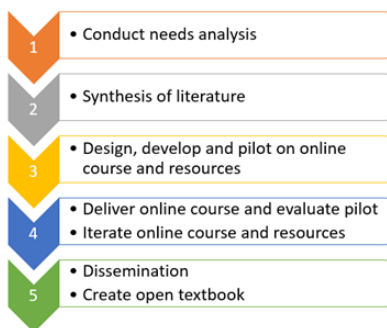 1
• Conduct needs analysis
2
• Synthesis of literature
3
• Design, develop and pilot on online
course and resources
4
• Deliver online course and evaluate pilot
• Iterate online course and resources
5
• Dissemination
• Create open textbook